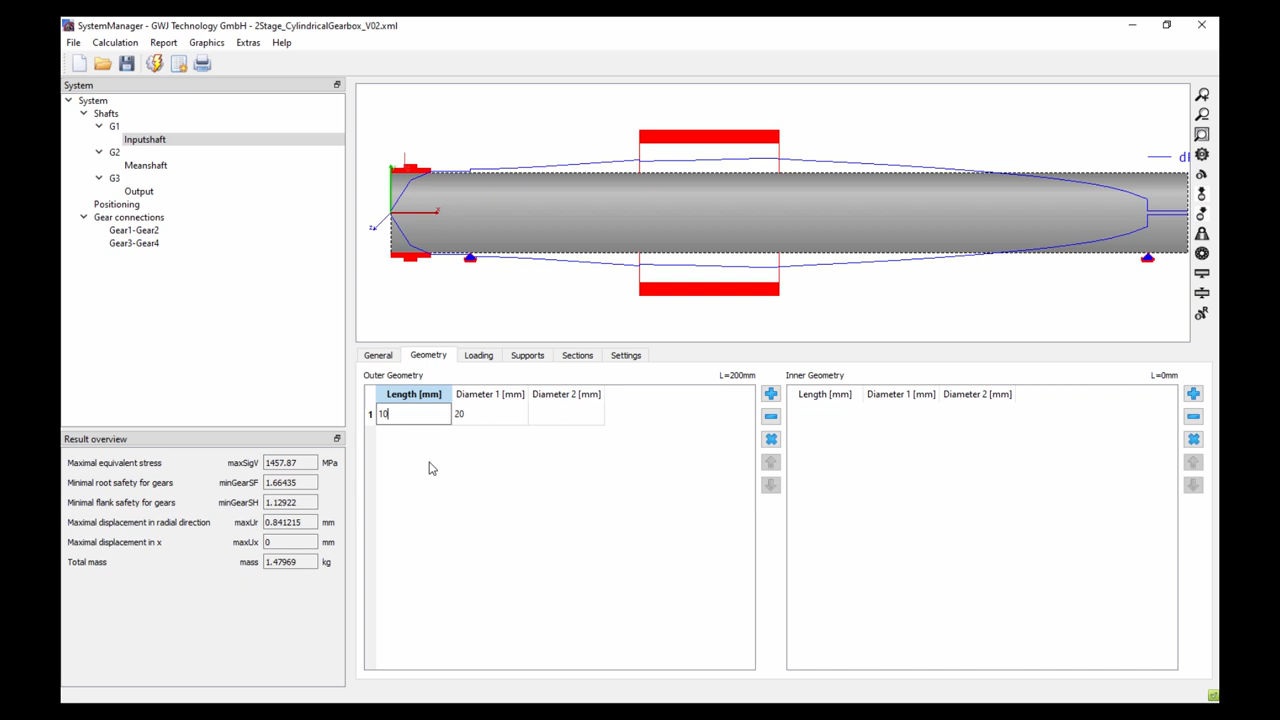 SystemManager - GWJ Technology GmbH - 2Stage_CylindricalGearbox_V02.xml
File Calculation Report Graphics Extras Help
System
System
Shafts
G1
Inputshaft
G2
Meanshaft
G3
Output
Positioning
Gear connections
Gear1-Gear2
Gear3-Gear4
Result overview
Maximal equivalent stress maxSigV 1457.87 MPa
Minimal root safety for gears minGearSF 1.66435
Minimal flank safety for gears minGearSH 1.12922
Maximal displacement in radial direction maxUr 0.841215 mm
Maximal displacement in x maxUx 0 mm
Total mass mass 1.47969 kg
y
x
z
General Geometry Loading Supports Sections Settings
Outer Geometry L=200mm
Length [mm] Diameter 1 [mm] Diameter 2 [mm]
1 10 20
Inner Geometry L=0mm
Length [mm] Diameter 1 [mm] Diameter 2 [mm]